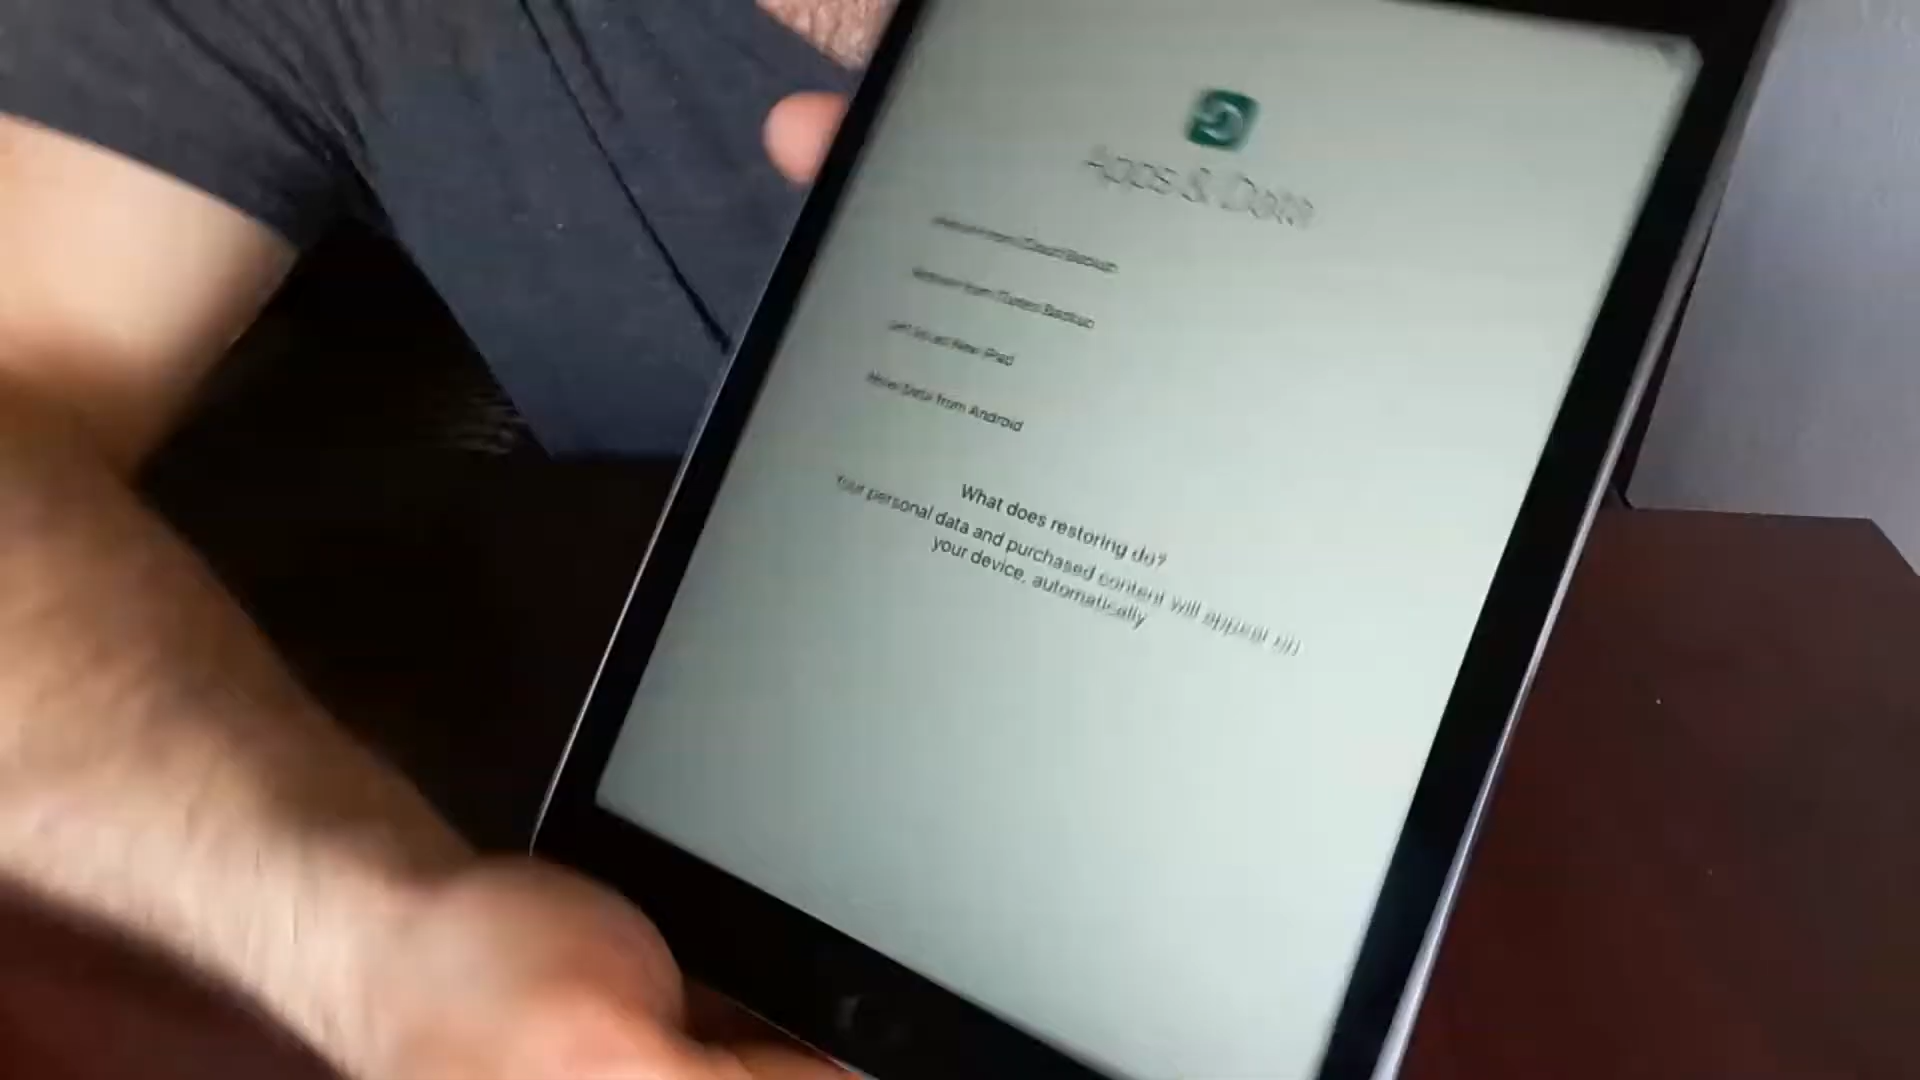 Apps & Data
Restore from iCloud Backup
Restore from iTunes Backup
Set Up as New iPad
Move Data from Android
What does restoring do?
Your personal data and purchased content will appear on
your device, automatically